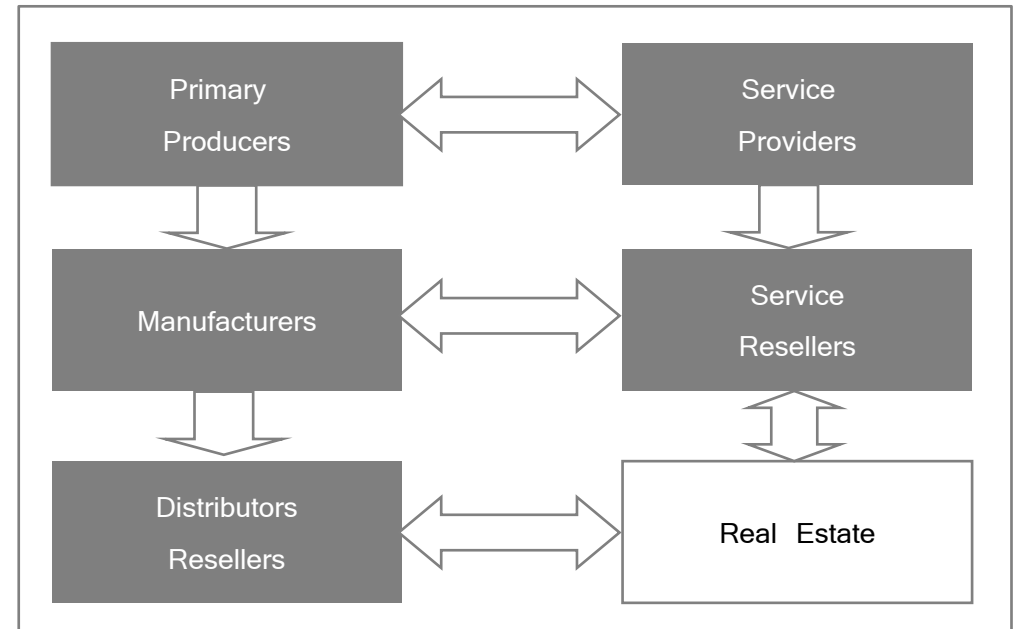 Primary
Producers
Service
Providers
Manufacturers
Service
Resellers
Distributors
Resellers
Real Estate